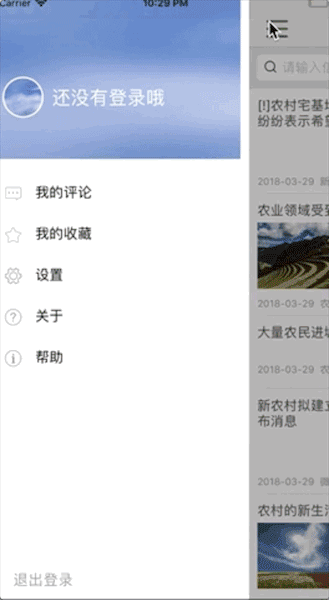 Carrier
10:29 PM
还没有登录哦
我的评论
我的收藏
设置
关于
帮助
退出登录
请输入
[!]农村宅基
纷纷表示希
2018-03-29
农业领域受
2018-03-29 农
大量农民进
2018-03-29 农
新农村拟建
布消息
2018-03-29 微
农村的新生